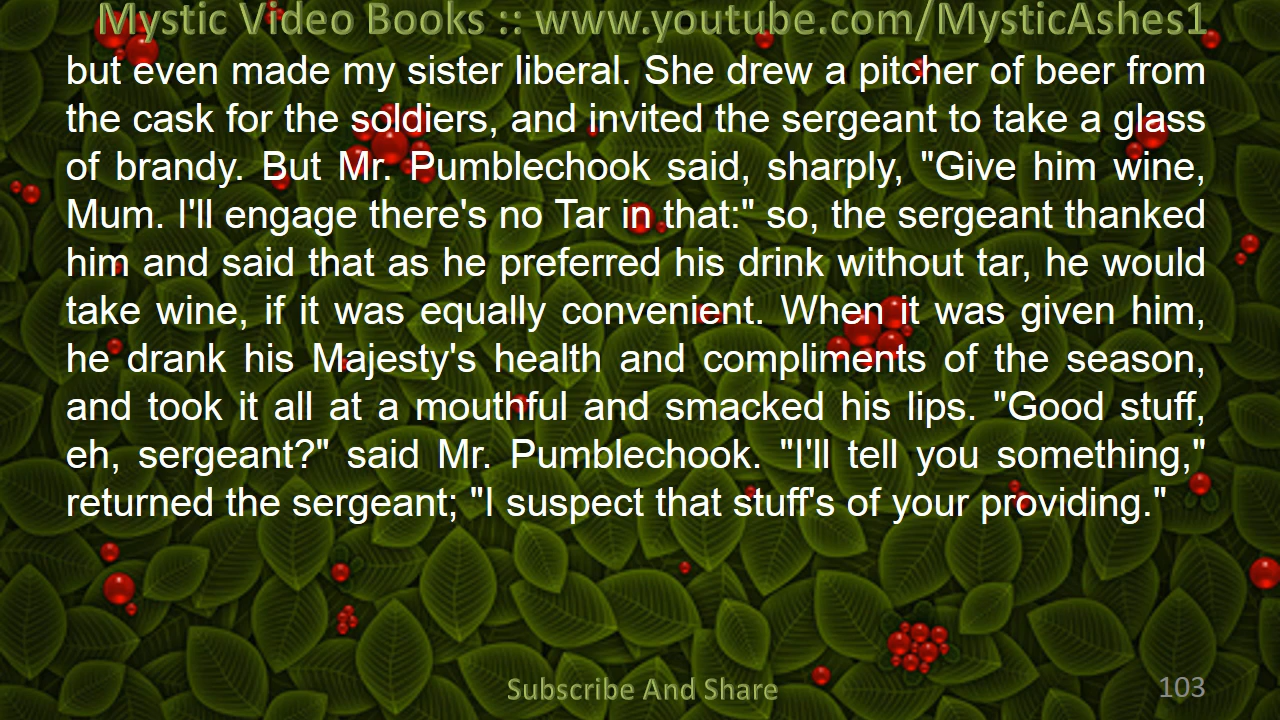 Mystic Video Books :: www.youtube.com/MysticAshes1
but even made my sister liberal. She drew a pitcher of beer from
the cask for the soldiers, and invited the sergeant to take a glass
of brandy. But Mr. Pumblechook said, sharply, "Give him wine,
Mum. I'll engage there's no Tar in that:" so, the sergeant thanked
him and said that as he preferred his drink without tar, he would
take wine, if it was equally convenient. When it was given him,
he drank his Majesty's health and compliments of the season,
and took it all at a mouthful and smacked his lips. "Good stuff,
eh, sergeant?" said Mr. Pumblechook. "I'll tell you something,"
returned the sergeant; "I suspect that stuff's of your providing."
Subscribe And Share
103